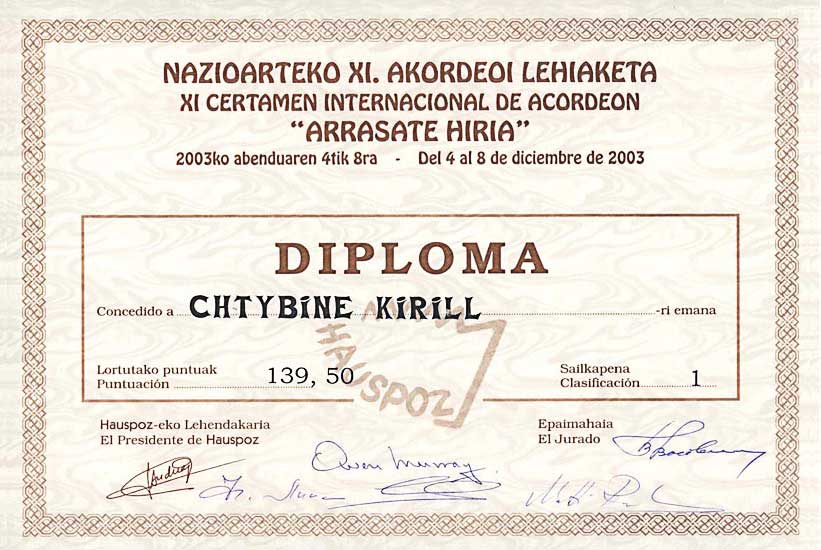 NAZIOARTEKO XI. AKORDEOI LEHIAKETA
XI CERTAMEN INTERNACIONAL DE ACORDEON
“ARRASATE HIRIA”
2003ko abenduaren 4tik 8ra - Del 4 al 8 de diciembre de 2003
DIPLOMA
Concedido a CHTYBINE KIRILL -ri emana
HAUSPOZ
Lortutako puntuak
Puntuación 139, 50
Sailkapena
Clasificación 1
Hauspoz-eko Lehendakaria
El Presidente de Hauspoz
Epaimahaia
El Jurado
Owen Murray